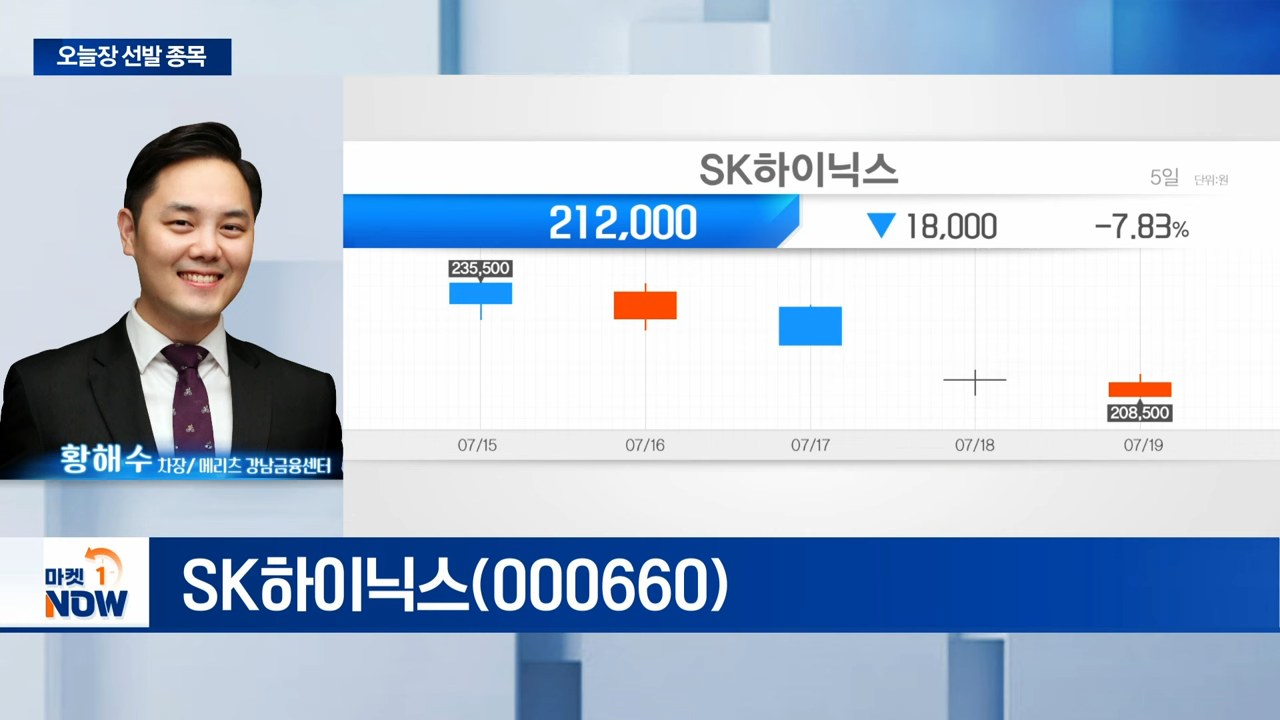 오늘장 선발 종목
SK하이닉스
5일 단위:원
212,000 ▼ 18,000 -7.83%
235,500
208,500
07/15 07/16 07/17 07/18 07/19
황해수 차장/ 메리츠 강남금융센터
마켓 1
NOW
SK하이닉스(000660)